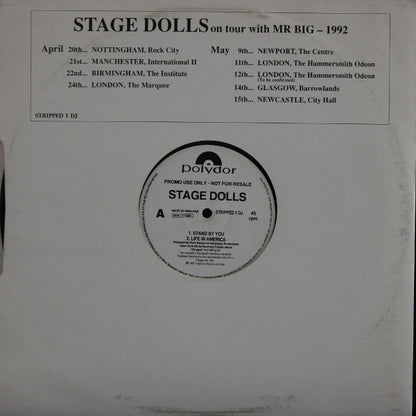 STAGE DOLLS on tour with MR BIG – 1992
April 20th... NOTTINGHAM, Rock City
21st... MANCHESTER, International II
22nd... BIRMINGHAM, The Institute
24th... LONDON, The Marquee
May 9th... NEWPORT, The Centre
11th... LONDON, The Hammersmith Odeon
12th... LONDON, The Hammersmith Odeon
(To be confirmed)
14th... GLASGOW, Barrowlands
15th... NEWCASTLE, City Hall
STRIPPED 1 DJ
polydor
PROMO USE ONLY - NOT FOR RESALE
STAGE DOLLS
A
MADE IN ENGLAND
STRIPPED 1 DJ
45
rpm
1. STAND BY YOU
2. LIFE IN AMERICA